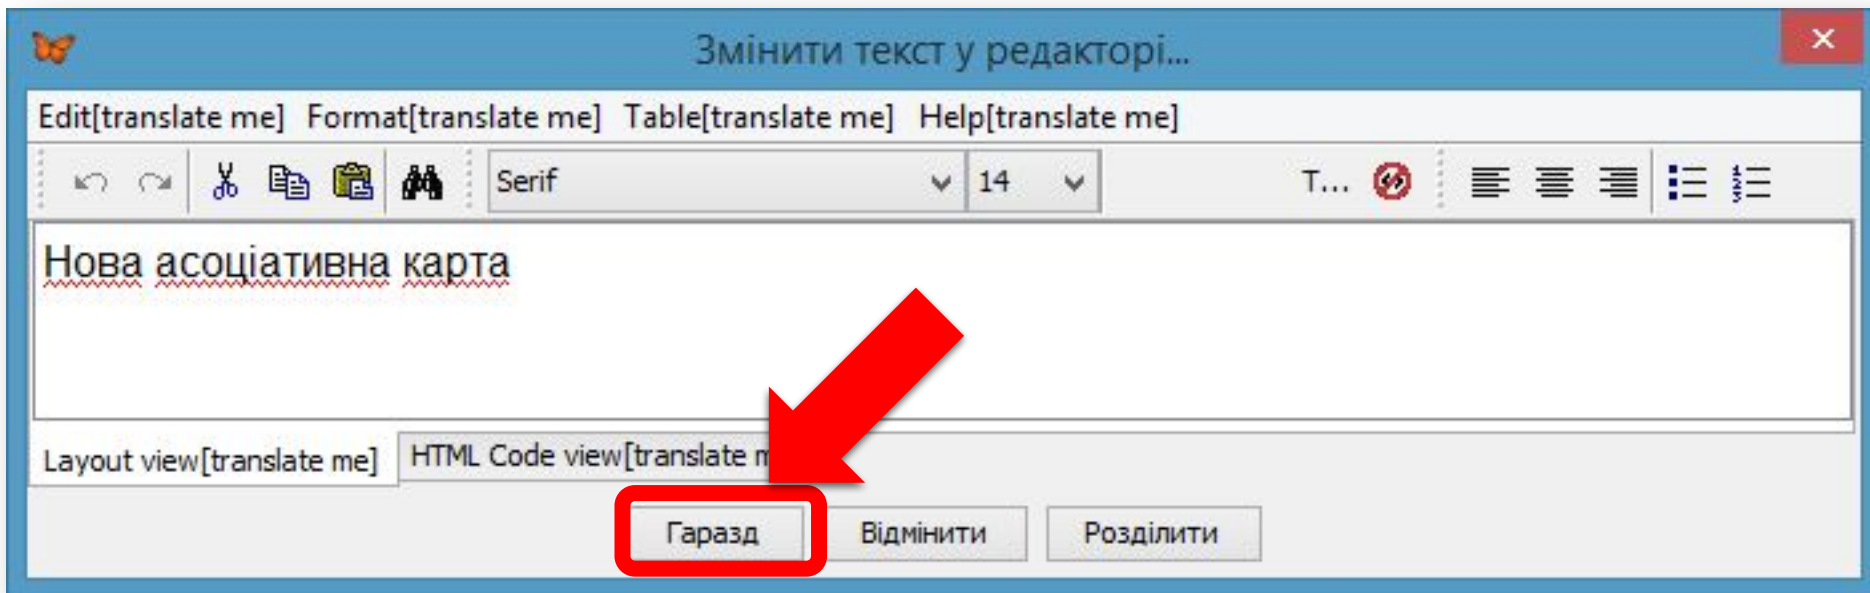 Змінити текст у редакторі...
Edit[translate me] Format[translate me] Table[translate me] Help[translate me]
Serif 14 T...
Нова асоціативна карта
Layout view[translate me] HTML Code view[translate
Гаразд Відмінити Розділити